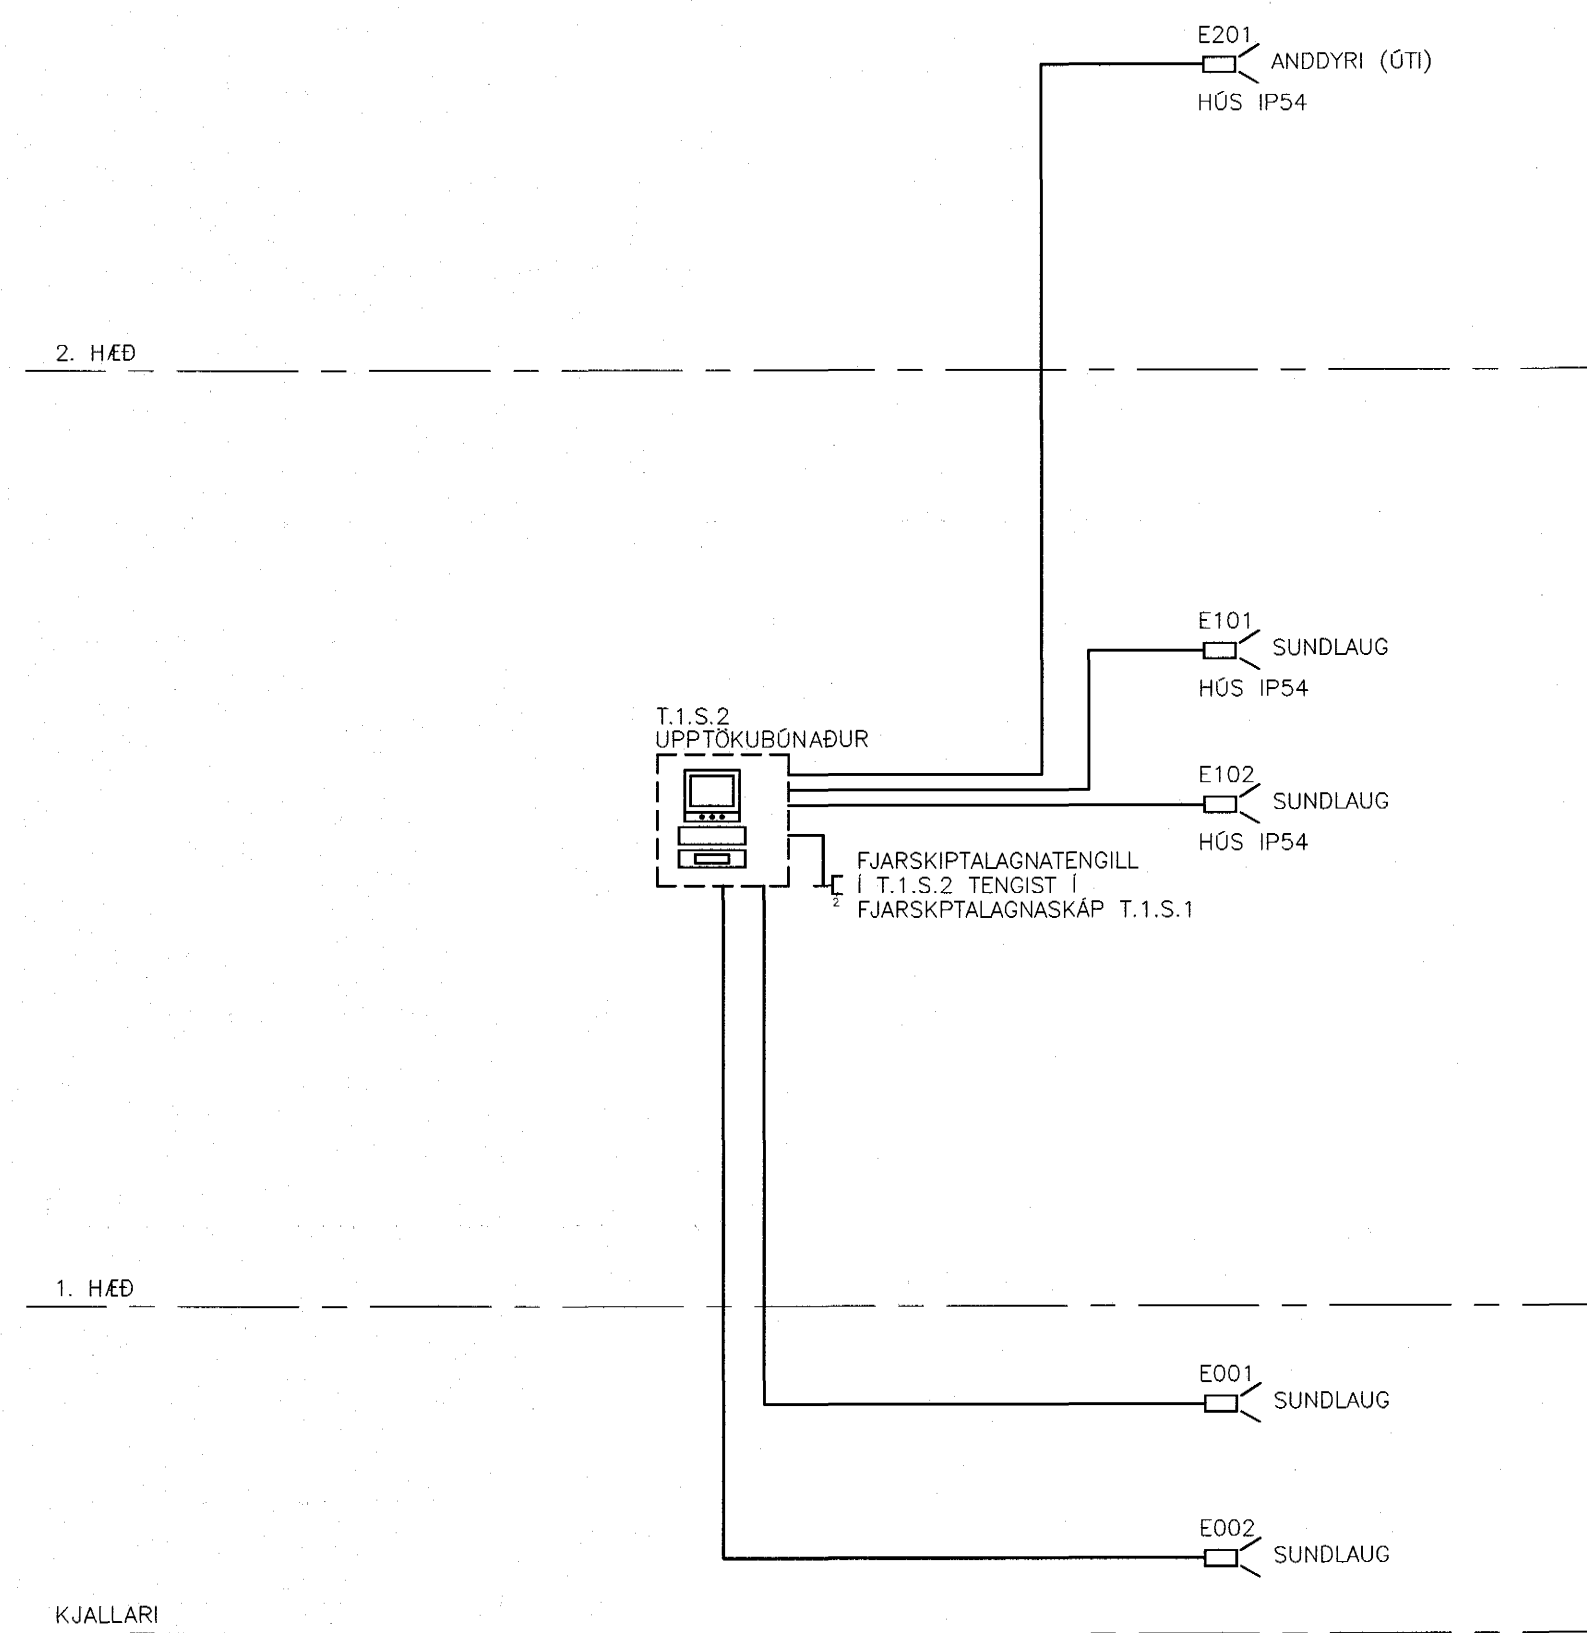 E201
ANDDYRI (ÚTI)
HÚS IP54
2. HÆÐ
E101
SUNDLAUG
HÚS IP54
T.1.S.2
UPPTÖKUBÚNAÐUR
E102
SUNDLAUG
HÚS IP54
FJARSKIPTALAGNATENGILL
Í T.1.S.2 TENGIST Í
2
FJARSKPTALAGNASKÁP T.1.S.1
1. HÆÐ
E001
SUNDLAUG
E002
SUNDLAUG
KJALLARI